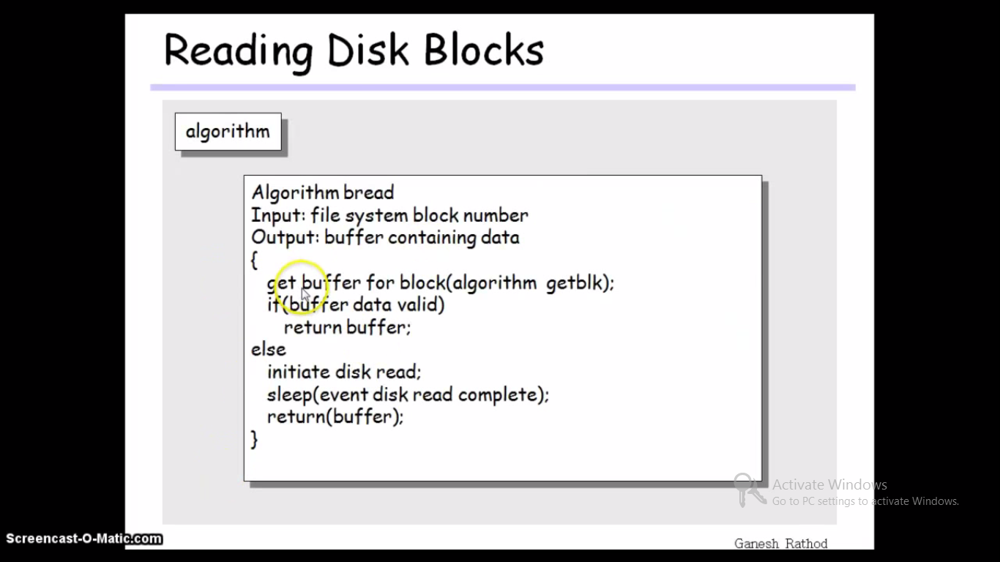 Reading Disk Blocks
algorithm
Algorithm bread
Input: file system block number
Output: buffer containing data
{
get buffer for block(algorithm getblk);
if(buffer data valid)
return buffer;
else
initiate disk read;
sleep(event disk read complete);
return(buffer);
}
Activate Windows
Go to PC settings to activate Windows.
Screencast-O-Matic.com
Ganesh Rathod